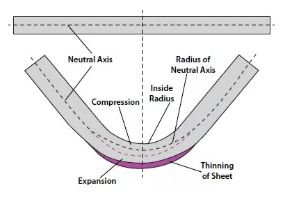 Neutral Axis
Radius of
Neutral Axis
Inside
Radius
Compression
Thinning
of Sheet
Expansion